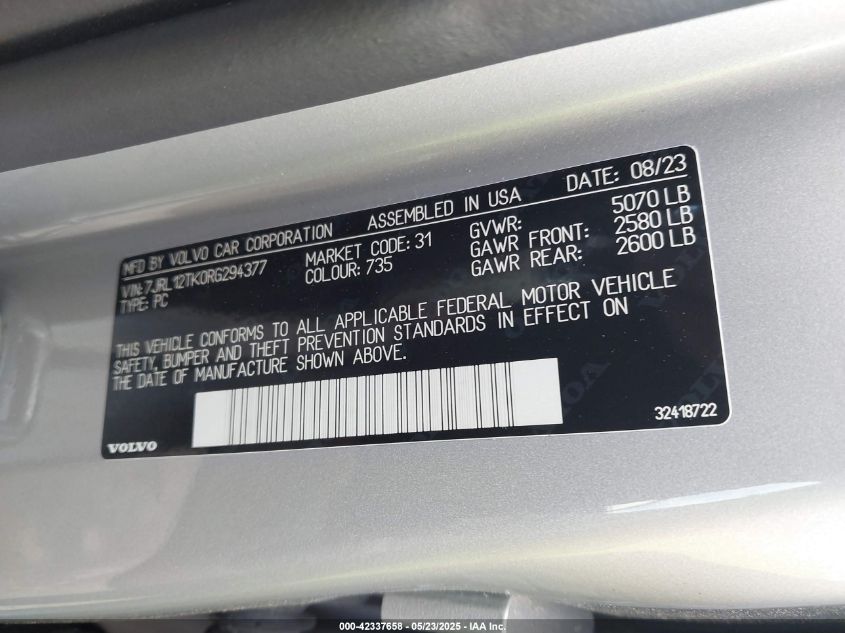 MFD BY VOLVO CAR CORPORATION ASSEMBLED IN USA DATE: 08/23
VIN: 7JRL12TK0RG294377 MARKET CODE: 31 GVWR: 5070 LB
TYPE: PC COLOUR: 735 GAWR FRONT: 2580 LB
GAWR REAR: 2600 LB
THIS VEHICLE CONFORMS TO ALL APPLICABLE FEDERAL MOTOR VEHICLE
SAFETY, BUMPER AND THEFT PREVENTION STANDARDS IN EFFECT ON
THE DATE OF MANUFACTURE SHOWN ABOVE.
VOLVO 32418722
000-42337658 - 05/23/2025 - IAA Inc.